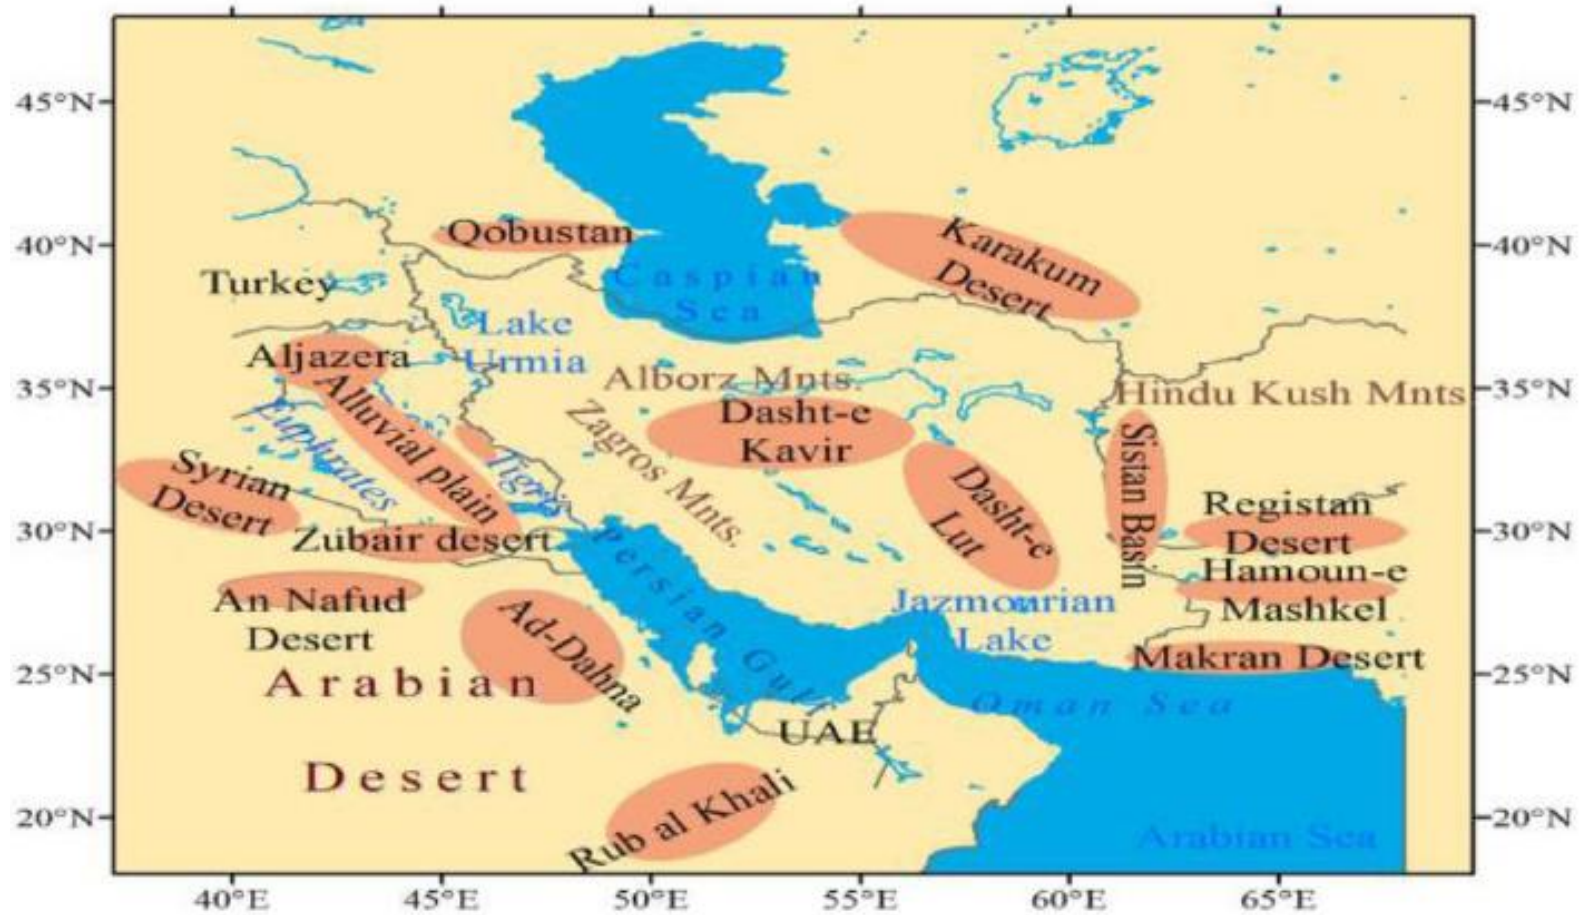 45°N
45°N
Qobustan
Karakum
Desert
40°N
40°N
Caspian
Sea
Turkey
Lake
Urmia
Aljazera
Alborz Mnts.
Hindu Kush Mnts
35°N
35°N
Alluvial plain
Euphrates
Tigris
Zagros Mnts.
Dasht-e
Kavir
Dasht-e
Lut
Sistan Basin
Syrian
Desert
Registan
Desert
30°N
30°N
Zubair desert
Hamoun-e
Mashkel
An Nafud
Desert
Ad-Dahna
Persian Gulf
Jazmourian
Lake
Makran Desert
25°N
25°N
Arabian
Desert
Oman Sea
UAE
Rub al Khali
20°N
20°N
Arabian Sea
40°E
45°E
50°E
55°E
60°E
65°E